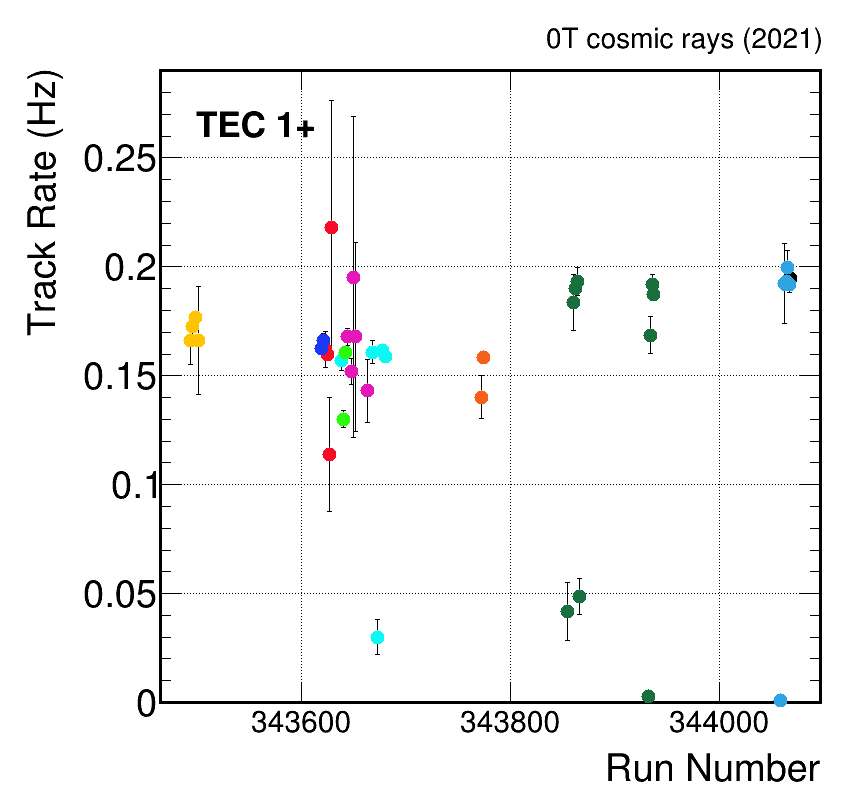 0T cosmic rays (2021)
Track Rate (Hz)
TEC 1+
0.25
0.2
0.15
0.1
0.05
0
343600
343800
344000
Run Number